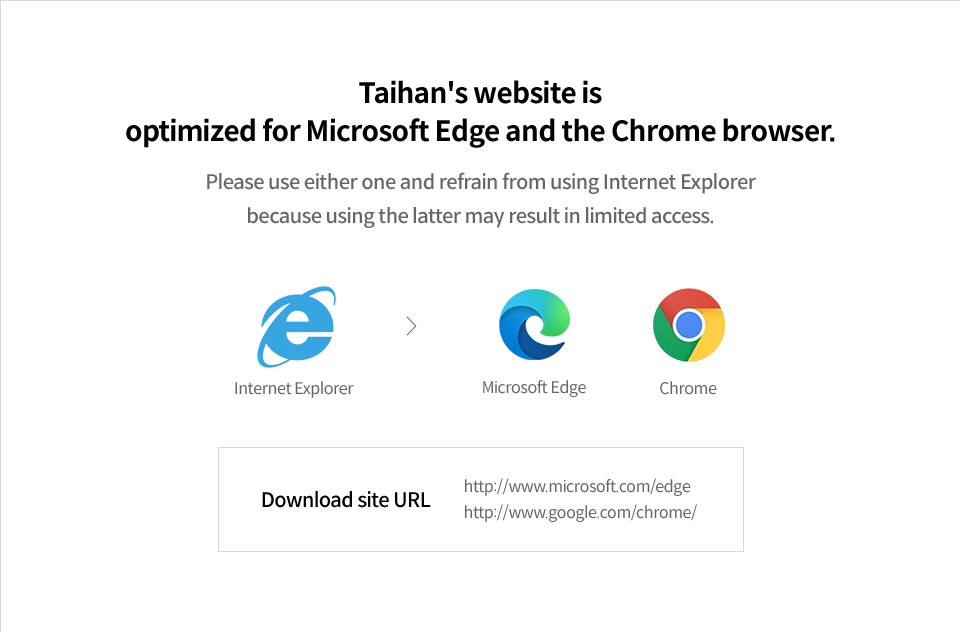 Taihan's website is
optimized for Microsoft Edge and the Chrome browser.
Please use either one and refrain from using Internet Explorer
because using the latter may result in limited access.
Internet Explorer
Microsoft Edge
Chrome
Download site URL
http://www.microsoft.com/edge
http://www.google.com/chrome/